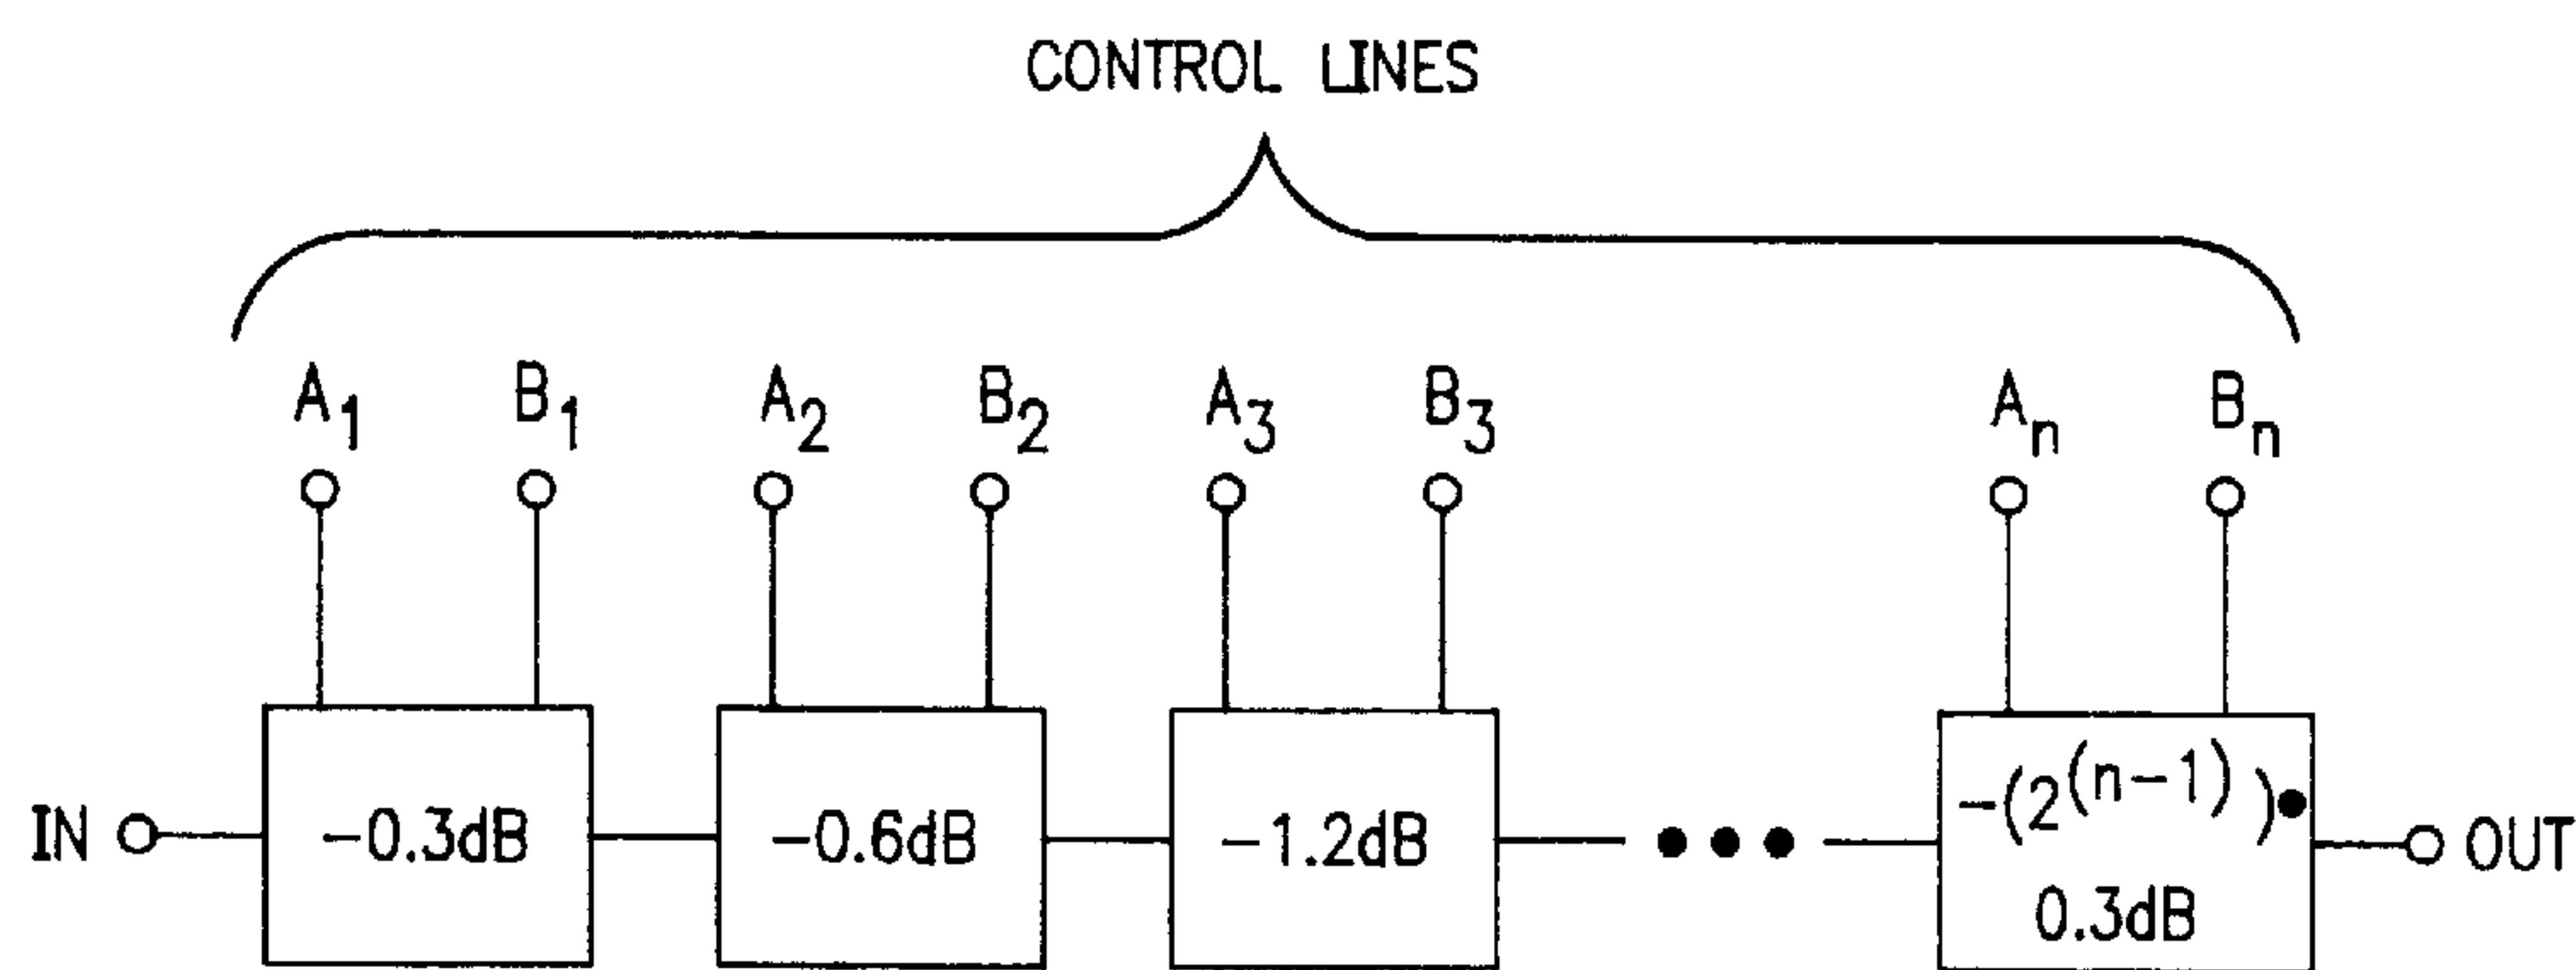 CONTROL LINES
A1 B1 A2 B2 A3 B3 An Bn
IN -0.3dB -0.6dB -1.2dB ••• -(2^(n-1))• OUT
0.3dB